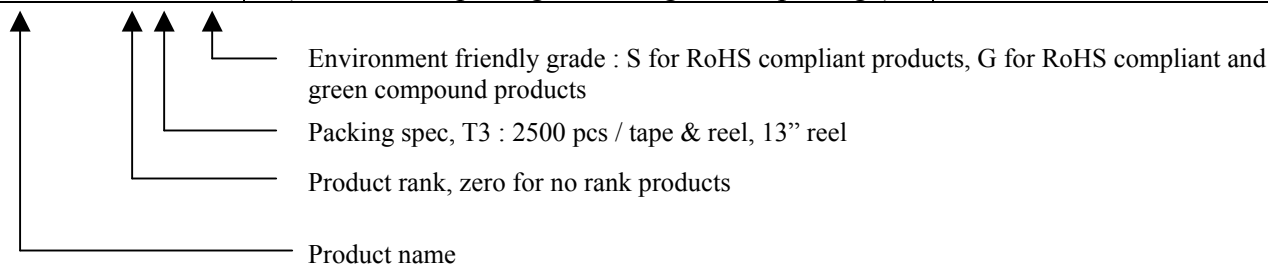 Environment friendly grade : S for RoHS compliant products, G for RoHS compliant and
green compound products
Packing spec, T3 : 2500 pcs / tape & reel, 13” reel
Product rank, zero for no rank products
Product name